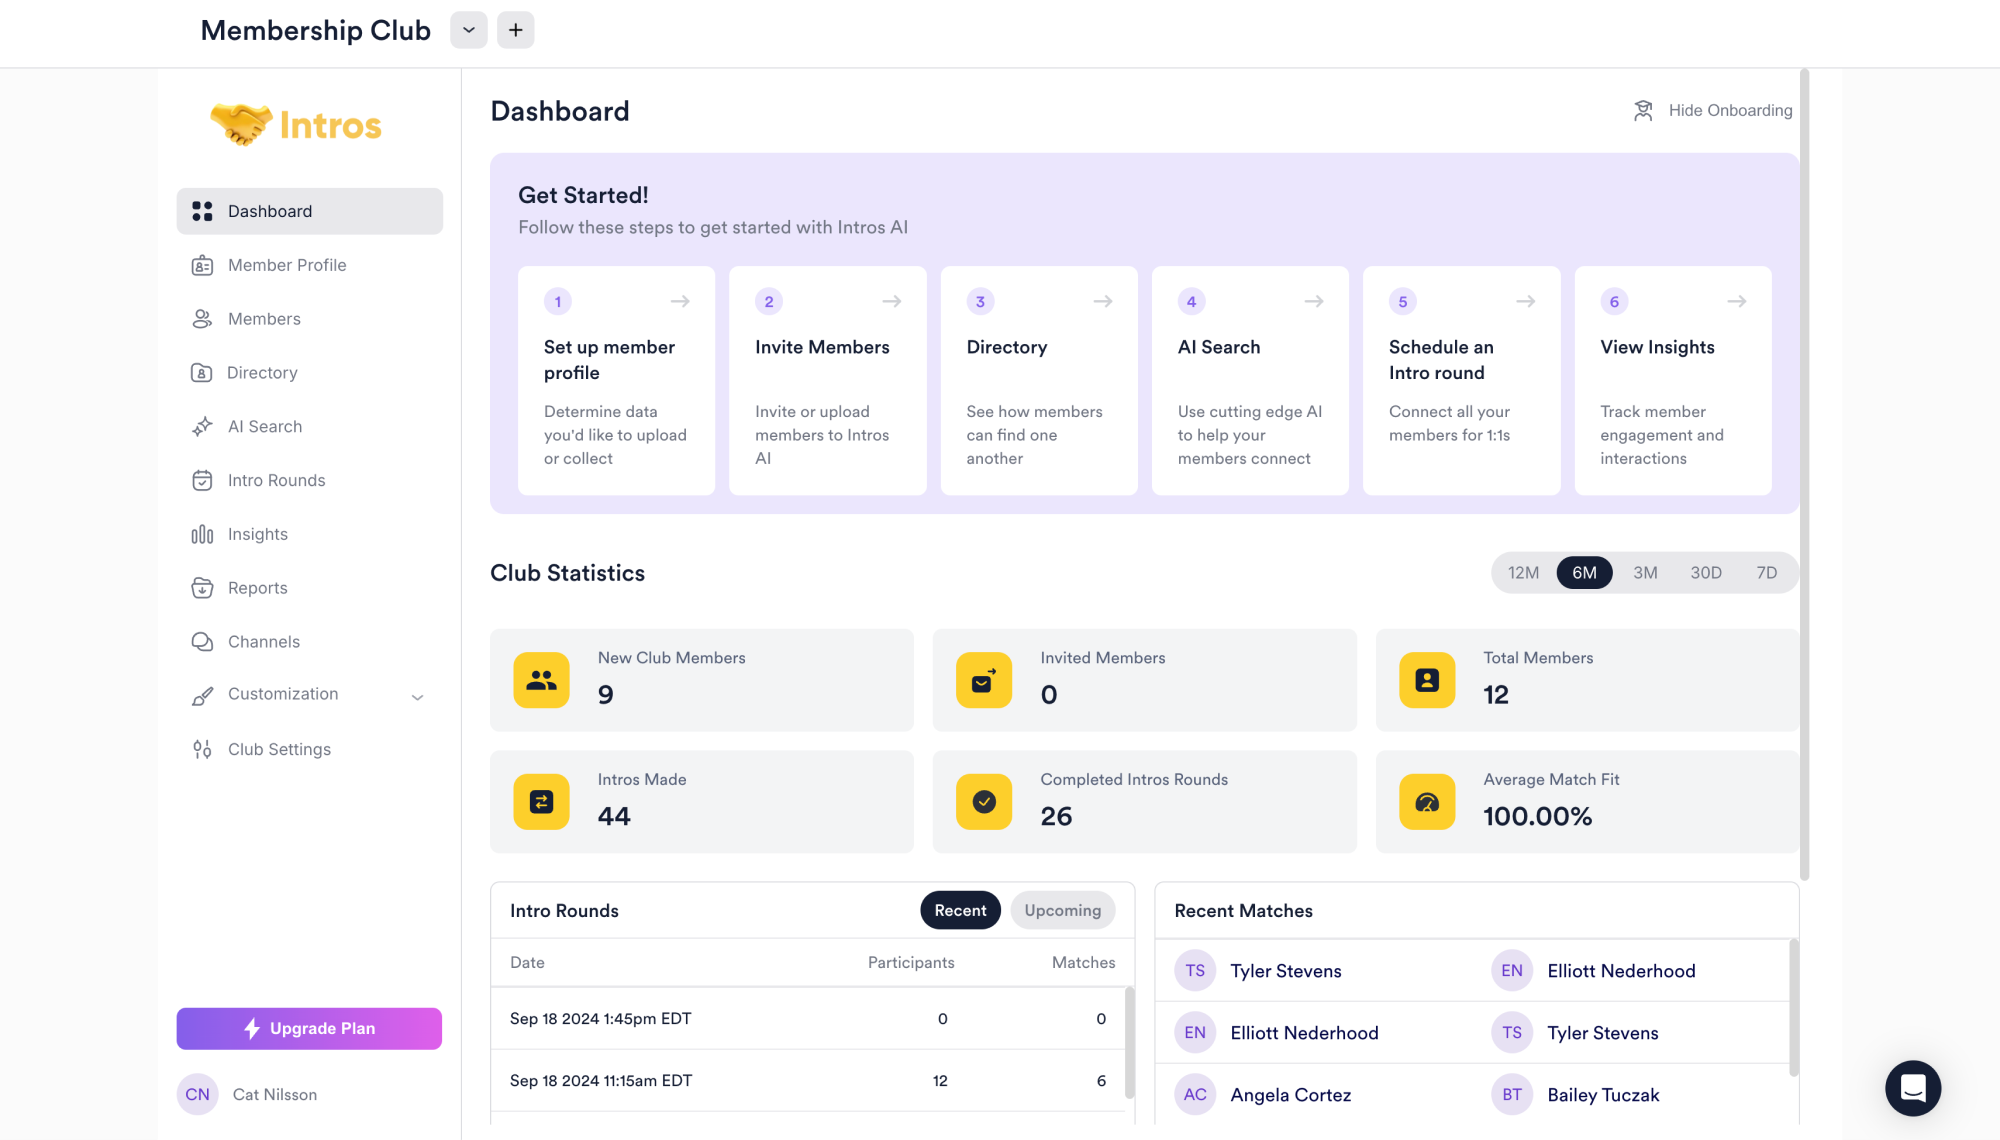 Membership Club
Intros
Dashboard
Member Profile
Members
Directory
AI Search
Intro Rounds
Insights
Reports
Channels
Customization
Club Settings
Upgrade Plan
CN Cat Nilsson
Dashboard
Hide Onboarding
Get Started!
Follow these steps to get started with Intros AI
1
Set up member
profile
Determine data
you'd like to upload
or collect
2
Invite Members
Invite or upload
members to Intros
AI
3
Directory
See how members
can find one
another
4
AI Search
Use cutting edge AI
to help your
members connect
5
Schedule an
Intro round
Connect all your
members for 1:1s
6
View Insights
Track member
engagement and
interactions
Club Statistics
12M 6M 3M 30D 7D
New Club Members
9
Invited Members
0
Total Members
12
Intros Made
44
Completed Intros Rounds
26
Average Match Fit
100.00%
Intro Rounds
Recent Upcoming
Date Participants Matches
Sep 18 2024 1:45pm EDT 0 0
Sep 18 2024 11:15am EDT 12 6
Recent Matches
TS Tyler Stevens EN Elliott Nederhood
EN Elliott Nederhood TS Tyler Stevens
AC Angela Cortez BT Bailey Tuczak